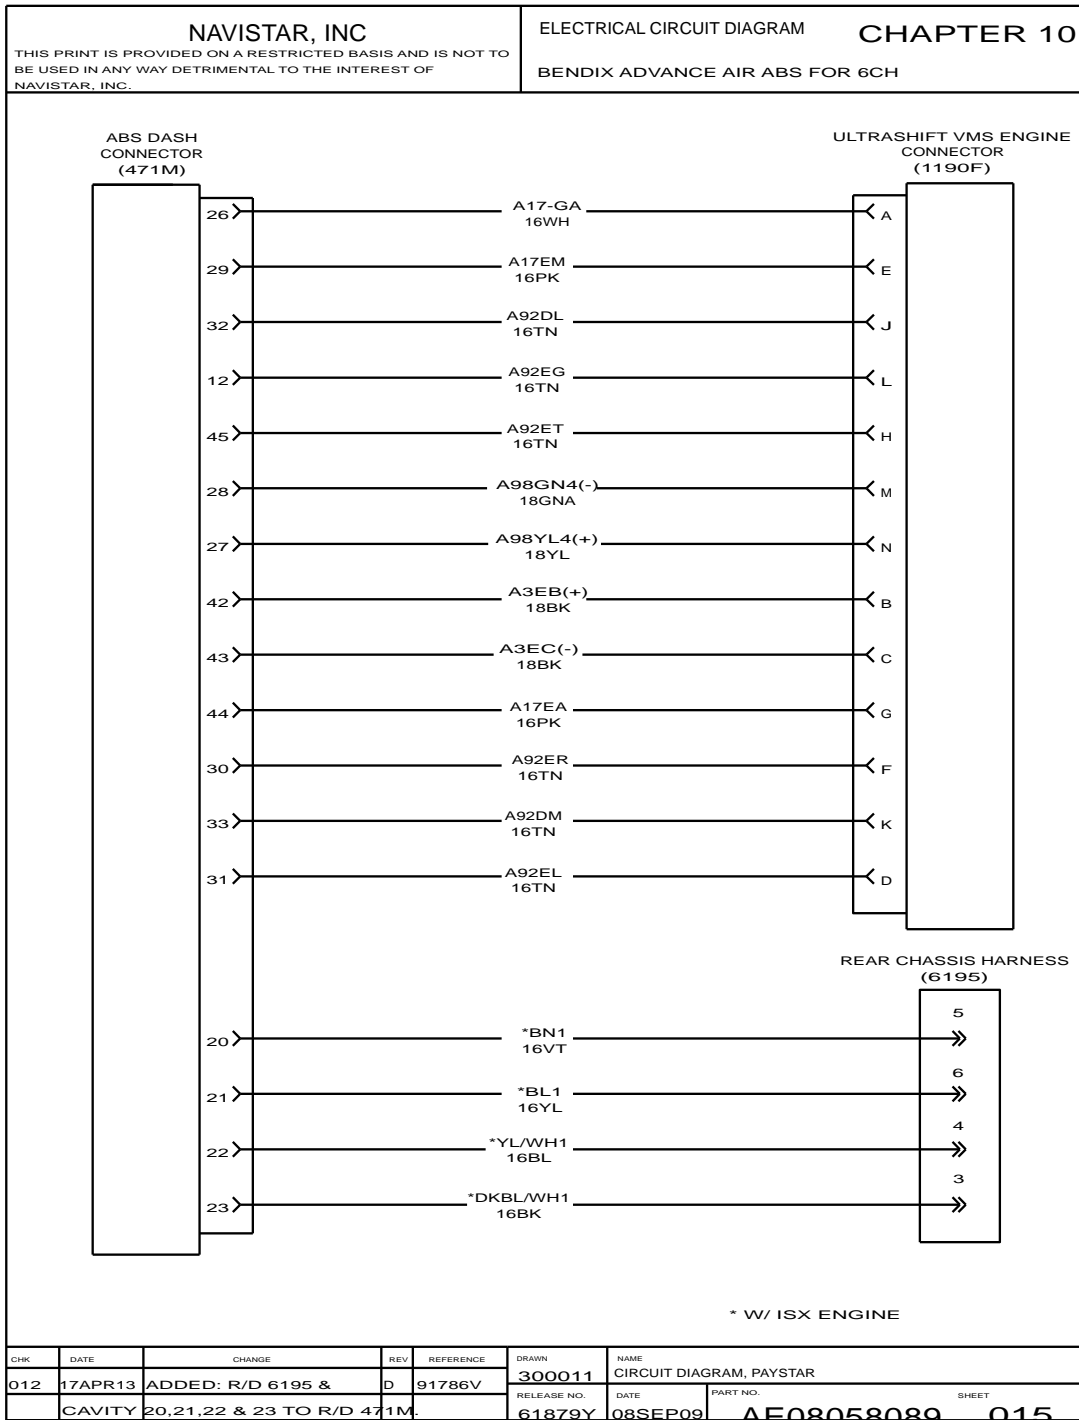 NAVISTAR, INC
THIS PRINT IS PROVIDED ON A RESTRICTED BASIS AND IS NOT TO
BE USED IN ANY WAY DETRIMENTAL TO THE INTEREST OF
NAVISTAR, INC.
ELECTRICAL CIRCUIT DIAGRAM CHAPTER 10
BENDIX ADVANCE AIR ABS FOR 6CH
ABS DASH
CONNECTOR
(471M)
ULTRASHIFT VMS ENGINE
CONNECTOR
(1190F)
26 A17-GA A
16WH
29 A17EM E
16PK
32 A92DL J
16TN
12 A92EG L
16TN
45 A92ET H
16TN
28 A98GN4(-) M
18GNA
27 A98YL4(+) N
18YL
42 A3EB(+) B
18BK
43 A3EC(-) C
18BK
44 A17EA G
16PK
30 A92ER F
16TN
33 A92DM K
16TN
31 A92EL D
16TN
REAR CHASSIS HARNESS
(6195)
5
20 *BN1
16VT
6
21 *BL1
16YL
4
22 *YL/WH1
16BL
3
23 *DKBL/WH1
16BK
* W/ ISX ENGINE
CHK DATE CHANGE REV REFERENCE
012 17APR13 ADDED: R/D 6195 & D 91786V
CAVITY 20,21,22 & 23 TO R/D 471M.
DRAWN NAME
300011 CIRCUIT DIAGRAM, PAYSTAR
RELEASE NO. DATE PART NO. SHEET
61879Y 08SEP09 AE08058089 015